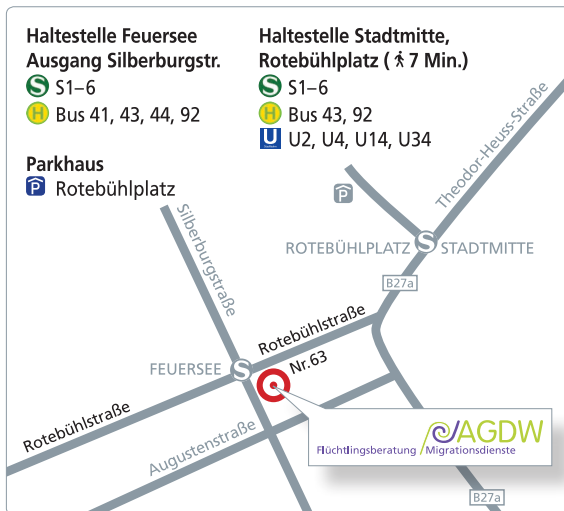 Haltestelle Feuersee
Ausgang Silberburgstr.
S S1–6
H Bus 41, 43, 44, 92
Parkhaus
P Rotebühlplatz
Haltestelle Stadtmitte,
Rotebühlplatz ( 7 Min.)
S S1–6
H Bus 43, 92
U U2, U4, U14, U34
Theodor-Heuss-Straße
P
Silberburgstraße
ROTEBÜHLPLATZ S STADTMITTE
B27a
Rotebühlstraße
Nr.63
FEUERSEE S
Rotebühlstraße
Augustenstraße
AGDW
Flüchtlingsberatung Migrationsdienste
B27a